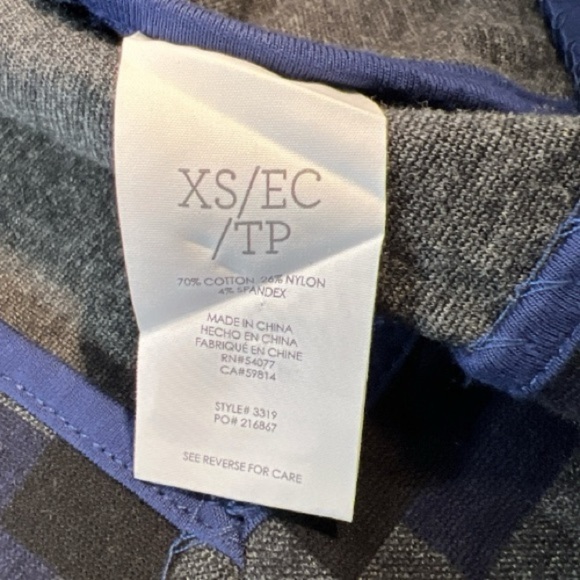 XS/EC
/TP
70% COTTON, 26% NYLON
4% SPANDEX
MADE IN CHINA
HECHO EN CHINA
FABRIQUÉ EN CHINE
RN#54077
CA#59814
STYLE# 3319
PO# 216867
SEE REVERSE FOR CARE